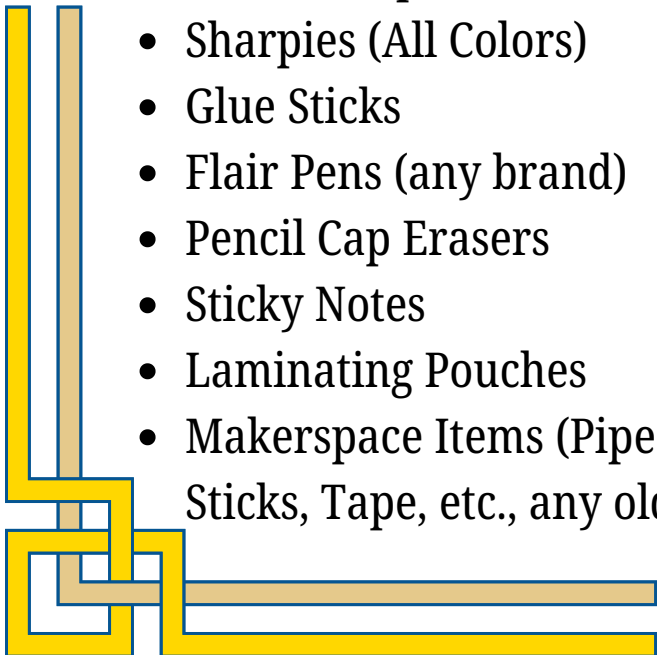 • Sharpies (All Colors)
• Glue Sticks
• Flair Pens (any brand)
• Pencil Cap Erasers
• Sticky Notes
• Laminating Pouches
• Makerspace Items (Pipe
Sticks, Tape, etc., any